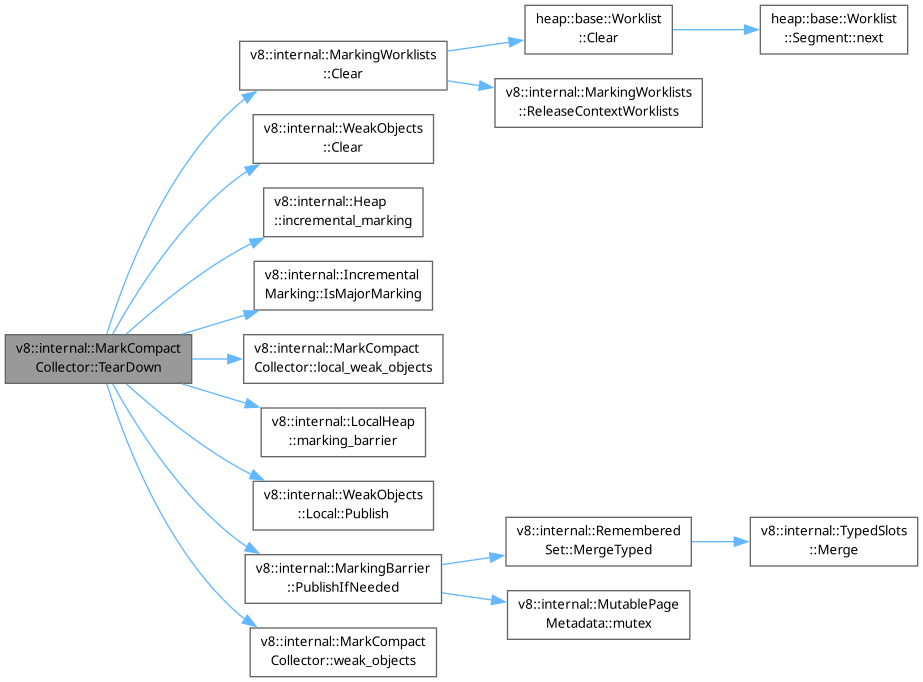 v8::internal::MarkCompact
Collector::TearDown
v8::internal::MarkingWorklists
::Clear
heap::base::Worklist
::Clear
heap::base::Worklist
::Segment::next
v8::internal::MarkingWorklists
::ReleaseContextWorklists
v8::internal::WeakObjects
::Clear
v8::internal::Heap
::incremental_marking
v8::internal::Incremental
Marking::IsMajorMarking
v8::internal::MarkCompact
Collector::local_weak_objects
v8::internal::LocalHeap
::marking_barrier
v8::internal::WeakObjects
::Local::Publish
v8::internal::MarkingBarrier
::PublishIfNeeded
v8::internal::Remembered
Set::MergeTyped
v8::internal::TypedSlots
::Merge
v8::internal::MutablePage
Metadata::mutex
v8::internal::MarkCompact
Collector::weak_objects